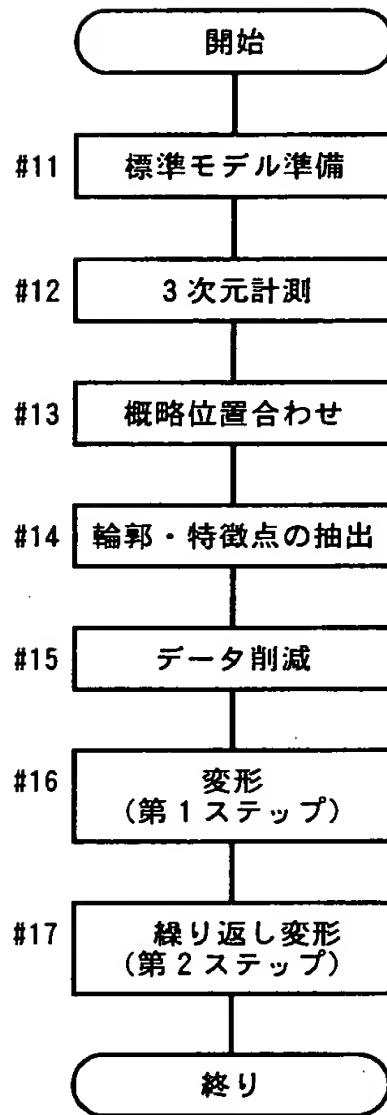 開始
#11 標準モデル準備
#12 3次元計測
#13 概略位置合わせ
#14 輪郭・特徴点の抽出
#15 データ削減
#16 変形
(第1ステップ)
#17 繰り返し変形
(第2ステップ)
終り